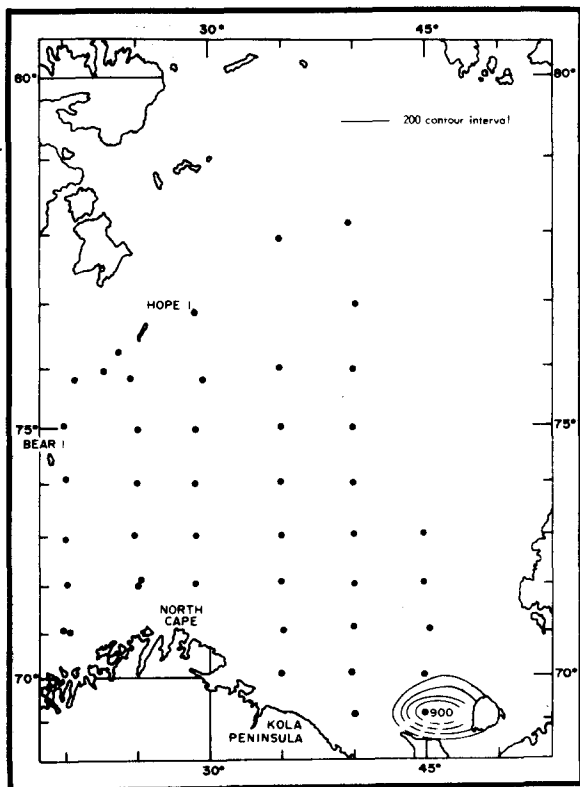 30° 45°
80° 80°
200 contour interval
HOPE I
75° 75°
BEAR I
NORTH
CAPE
70° 70°
900
KOLA
PENINSULA
30° 45°